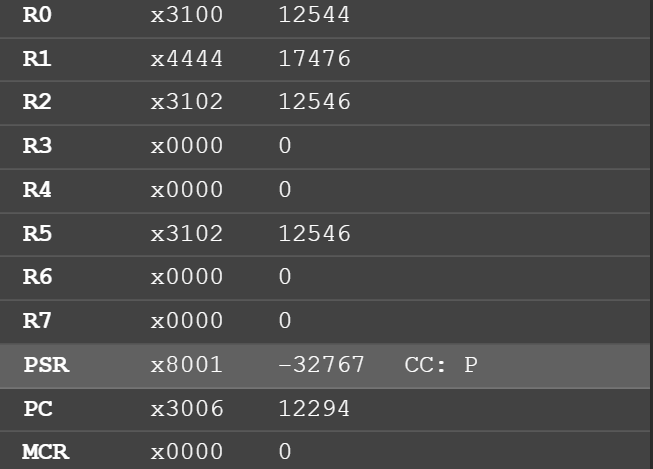 R0 x3100 12544
R1 x4444 17476
R2 x3102 12546
R3 x0000 0
R4 x0000 0
R5 x3102 12546
R6 x0000 0
R7 x0000 0
PSR x8001 -32767 CC: P
PC x3006 12294
MCR x0000 0